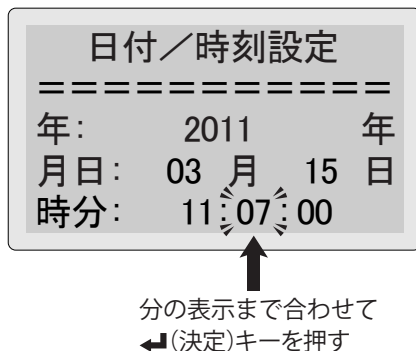 日付／時刻設定
============
年: 2011 年
月日: 03 月 15 日
時分: 11:07:00
分の表示まで合わせて
↵(決定)キーを押す